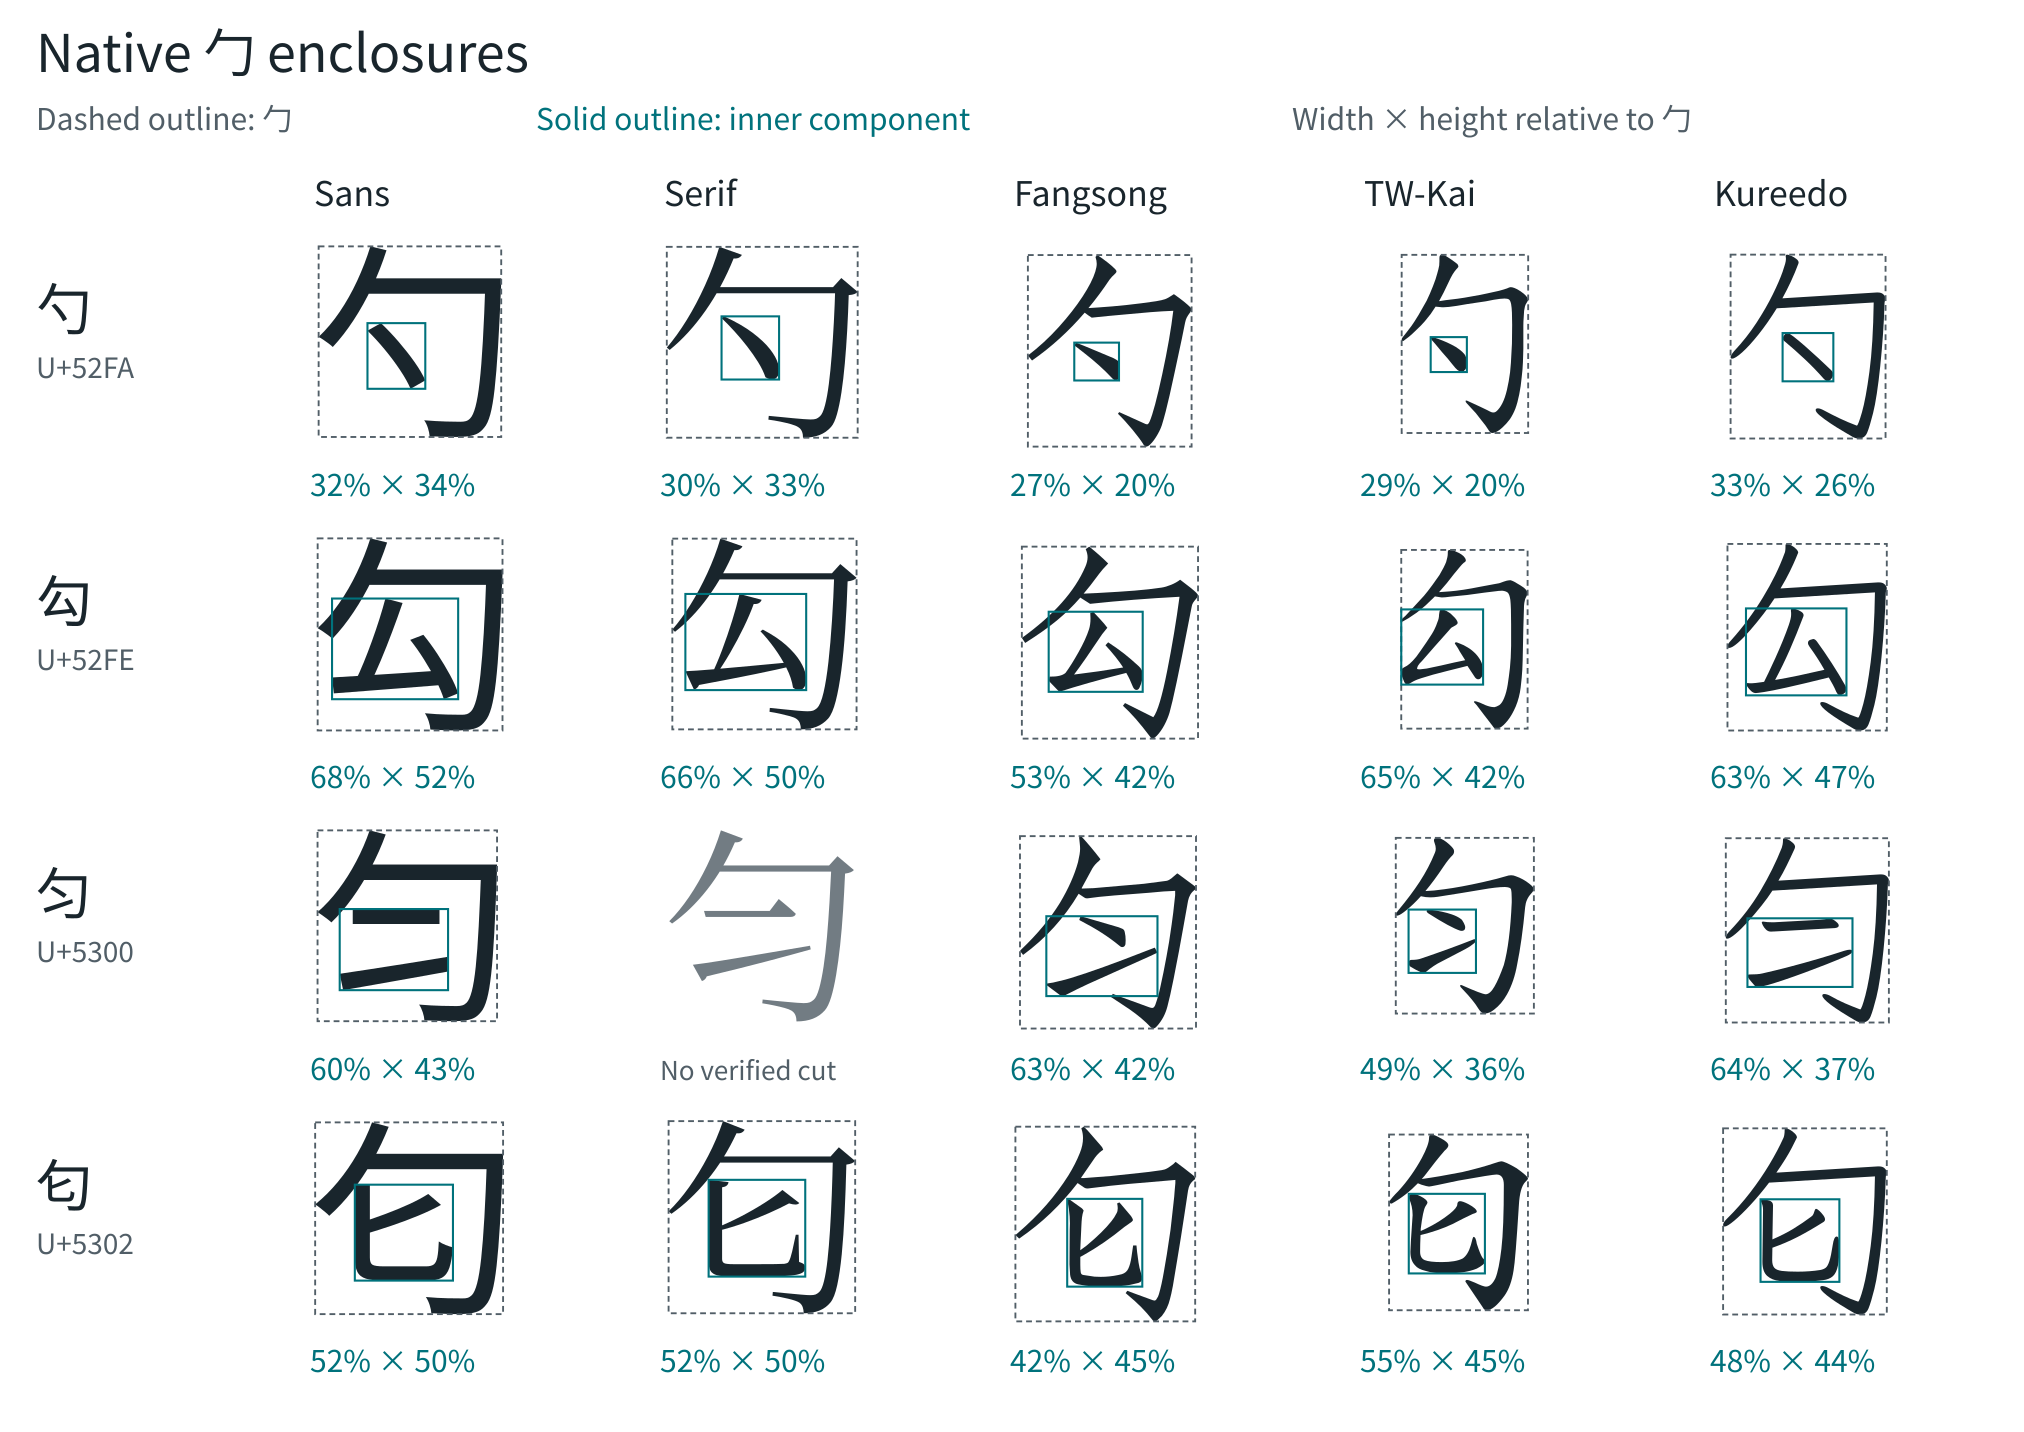 Native 勹 enclosures
Dashed outline: 勹 Solid outline: inner component Width × height relative to 勹
Sans Serif Fangsong TW-Kai Kureedo
勺 勺 勺 勺 勺 勺
U+52FA
32% × 34% 30% × 33% 27% × 20% 29% × 20% 33% × 26%
勾 勾 勾 勾 勾 勾
U+52FE
68% × 52% 66% × 50% 53% × 42% 65% × 42% 63% × 47%
匀 匀 匀 匀 匀 匀
U+5300
60% × 43% No verified cut 63% × 42% 49% × 36% 64% × 37%
匂 匂 匂 匂 匂 匂
U+5302
52% × 50% 52% × 50% 42% × 45% 55% × 45% 48% × 44%